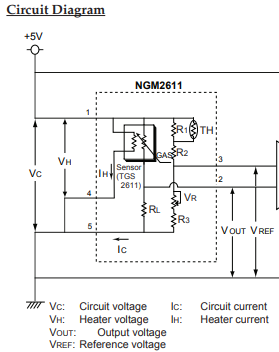 Circuit Diagram
+5V
NGM2611
1
R1 TH
GAS R2
3
VH
IH Sensor
(TGS
2611)
2
VC
4
VR
RL
R3
VOUT VREF
5
IC
VC: Circuit voltage IC: Circuit current
VH: Heater voltage IH: Heater current
VOUT: Output voltage
VREF: Reference voltage